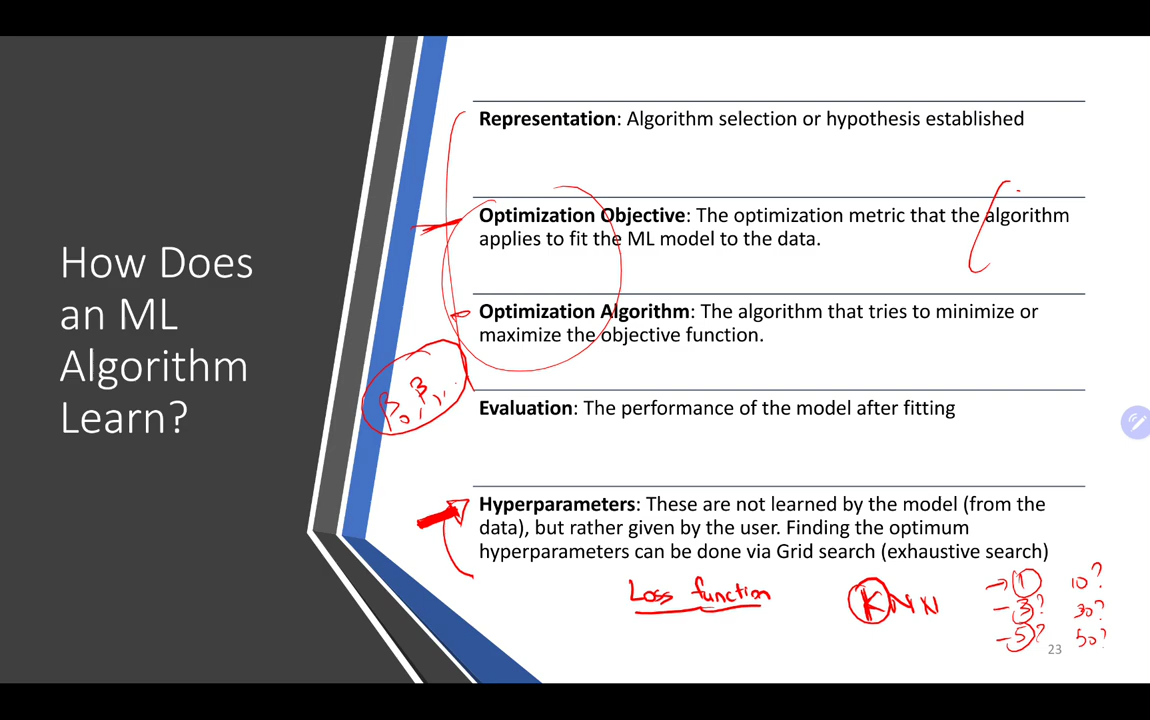 How Does
an ML
Algorithm
Learn?
Representation: Algorithm selection or hypothesis established
Optimization Objective: The optimization metric that the algorithm
applies to fit the ML model to the data.
Optimization Algorithm: The algorithm that tries to minimize or
maximize the objective function.
β₀, β₁, ...
Evaluation: The performance of the model after fitting
Hyperparameters: These are not learned by the model (from the
data), but rather given by the user. Finding the optimum
hyperparameters can be done via Grid search (exhaustive search)
Loss function
KNN
1 10?
3? 30?
5? 50?
23